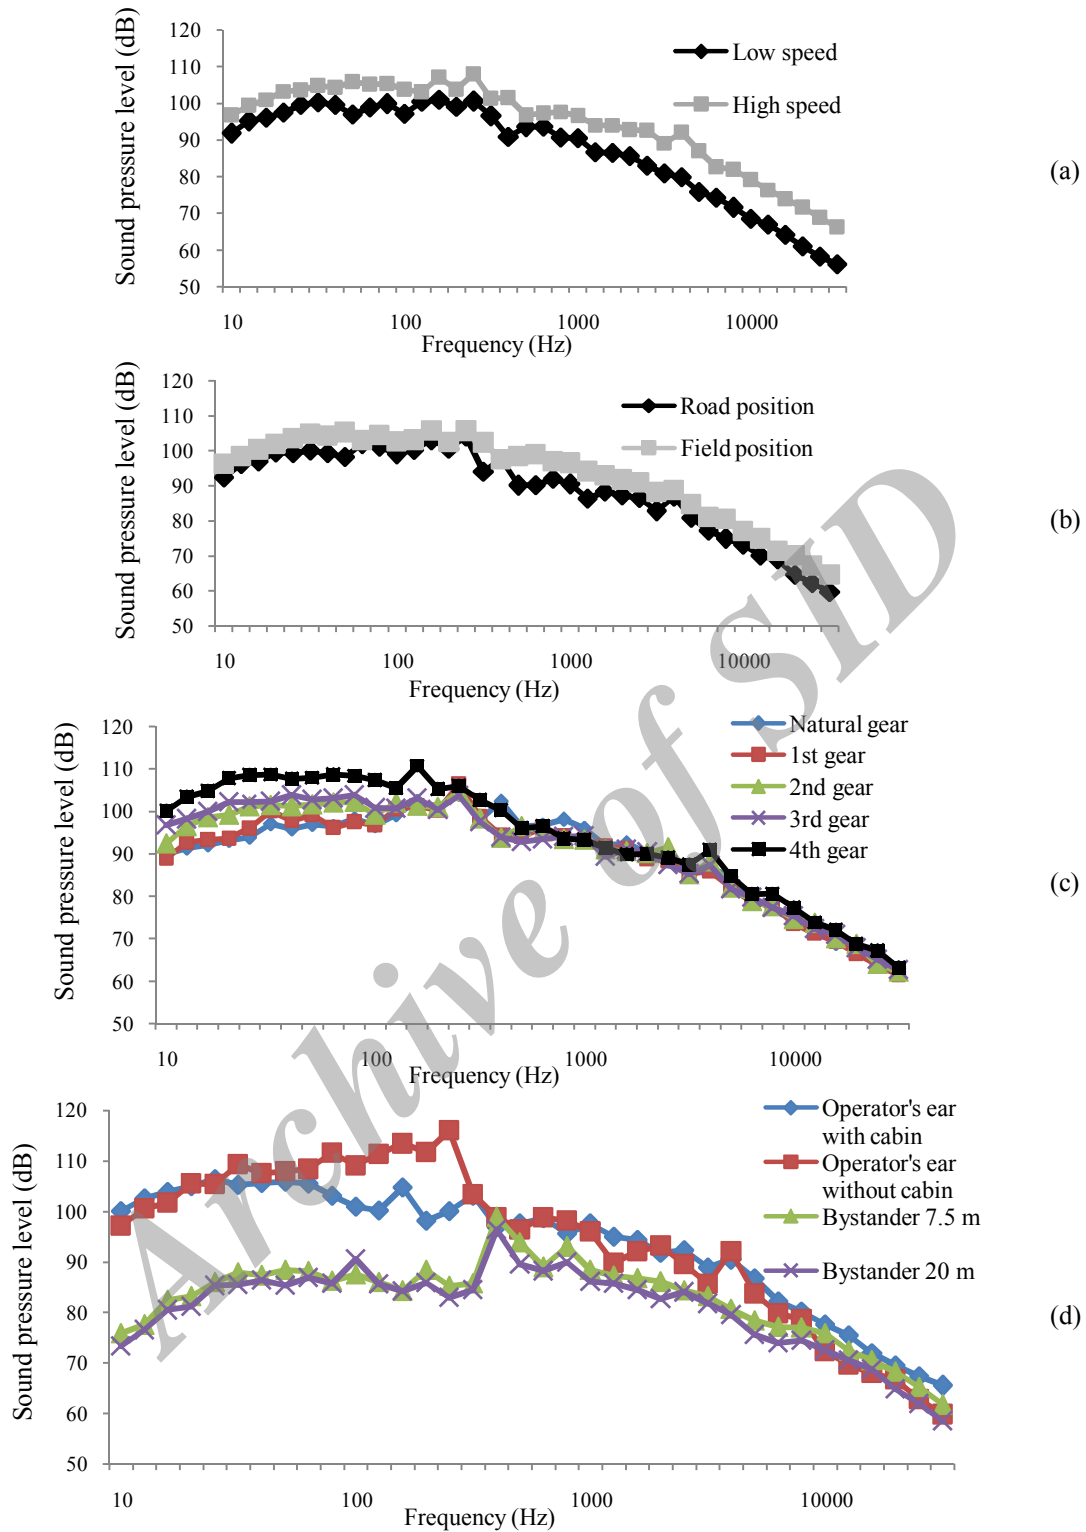 Sound pressure level (dB)
120
110
100
90
80
70
60
50
10 100 1000 10000
Frequency (Hz)
Low speed
High speed
(a)
Sound pressure level (dB)
120
110
100
90
80
70
60
50
10 100 1000 10000
Frequency (Hz)
Road position
Field position
(b)
Sound pressure level (dB)
120
110
100
90
80
70
60
50
10 100 1000 10000
Frequency (Hz)
Natural gear
1st gear
2nd gear
3rd gear
4th gear
(c)
Sound pressure level (dB)
120
110
100
90
80
70
60
50
10 100 1000 10000
Frequency (Hz)
Operator's ear
with cabin
Operator's ear
without cabin
Bystander 7.5 m
Bystander 20 m
(d)
Archive of SID